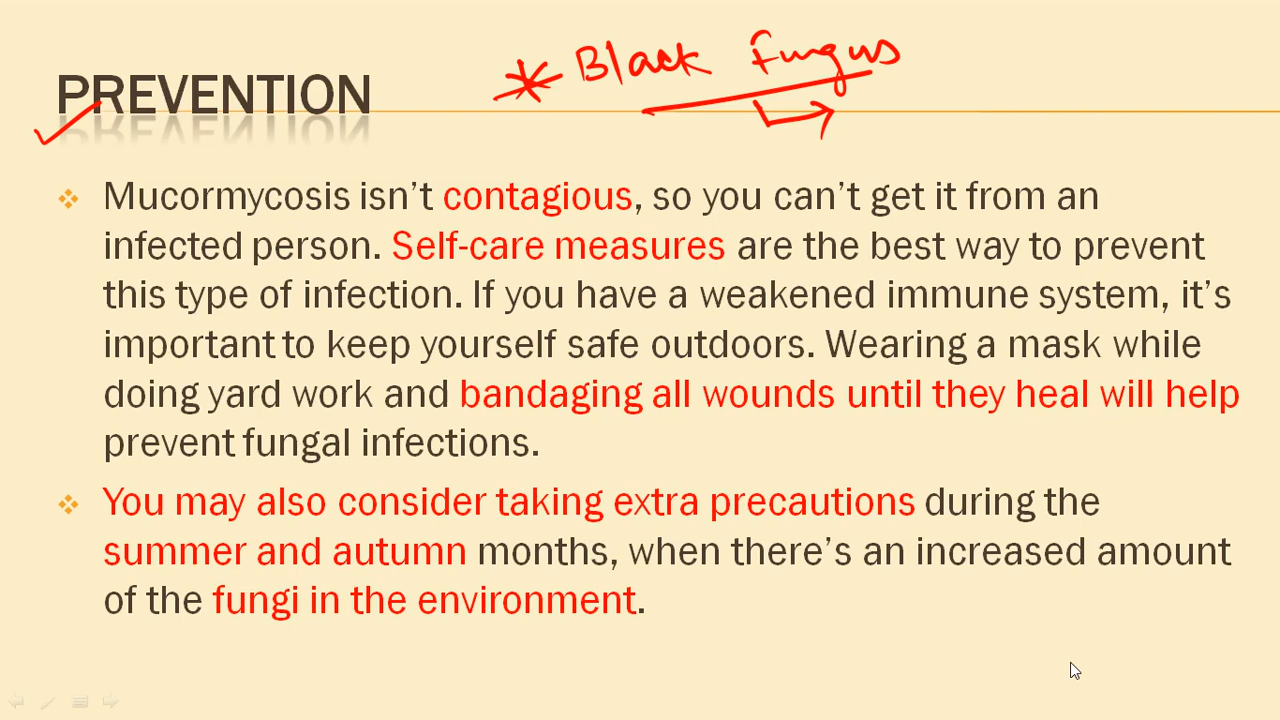 Black fungus
PREVENTION
Mucormycosis isn't contagious, so you can't get it from an
infected person. Self-care measures are the best way to prevent
this type of infection. If you have a weakened immune system, it's
important to keep yourself safe outdoors. Wearing a mask while
doing yard work and bandaging all wounds until they heal will help
prevent fungal infections.
You may also consider taking extra precautions during the
summer and autumn months, when there's an increased amount
of the fungi in the environment.